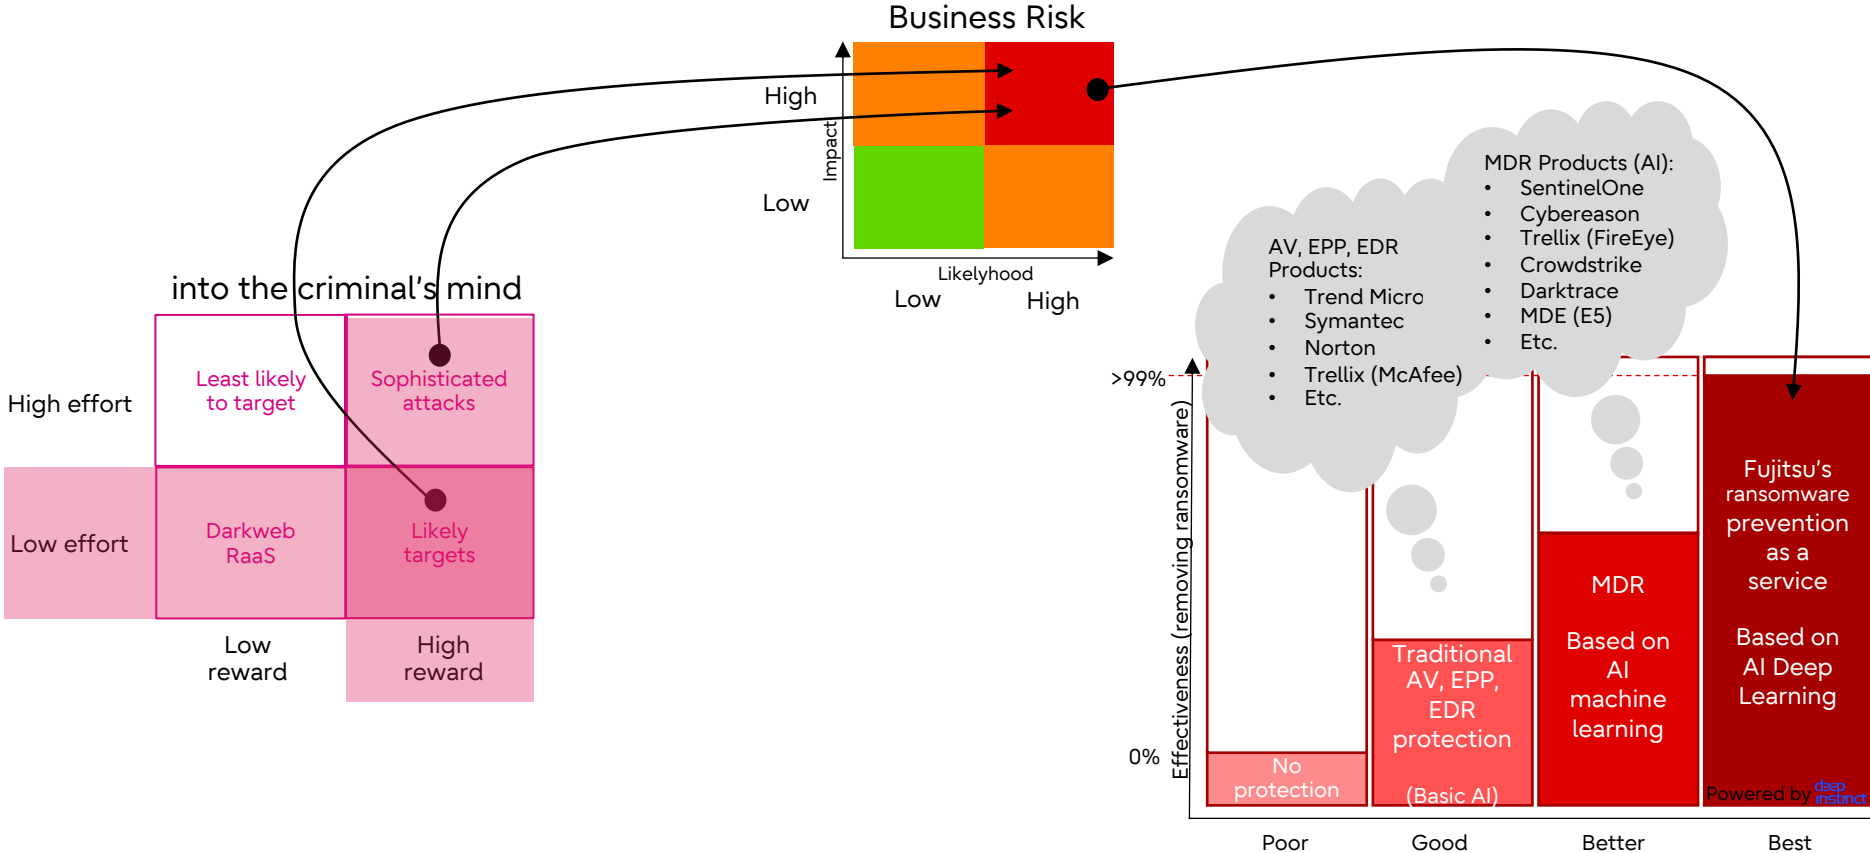 Business Risk
High
Impact
Low
Likelyhood
Low
High
into the criminal's mind
High effort
Least likely
to target
Sophisticated
attacks
Low effort
Darkweb
RaaS
Likely
targets
Low
reward
High
reward
MDR Products (AI):
• SentinelOne
• Cybereason
• Trellix (FireEye)
• Crowdstrike
• Darktrace
• MDE (E5)
• Etc.
AV, EPP, EDR
Products:
• Trend Micro
• Symantec
• Norton
• Trellix (McAfee)
• Etc.
>99%
0%
Effectiveness (removing ransomware)
No
protection
Traditional
AV, EPP,
EDR
protection
(Basic AI)
MDR
Based on
AI
machine
learning
Fujitsu's
ransomware
prevention
as a
service
Based on
AI Deep
Learning
Powered by deep
instinct
Poor
Good
Better
Best